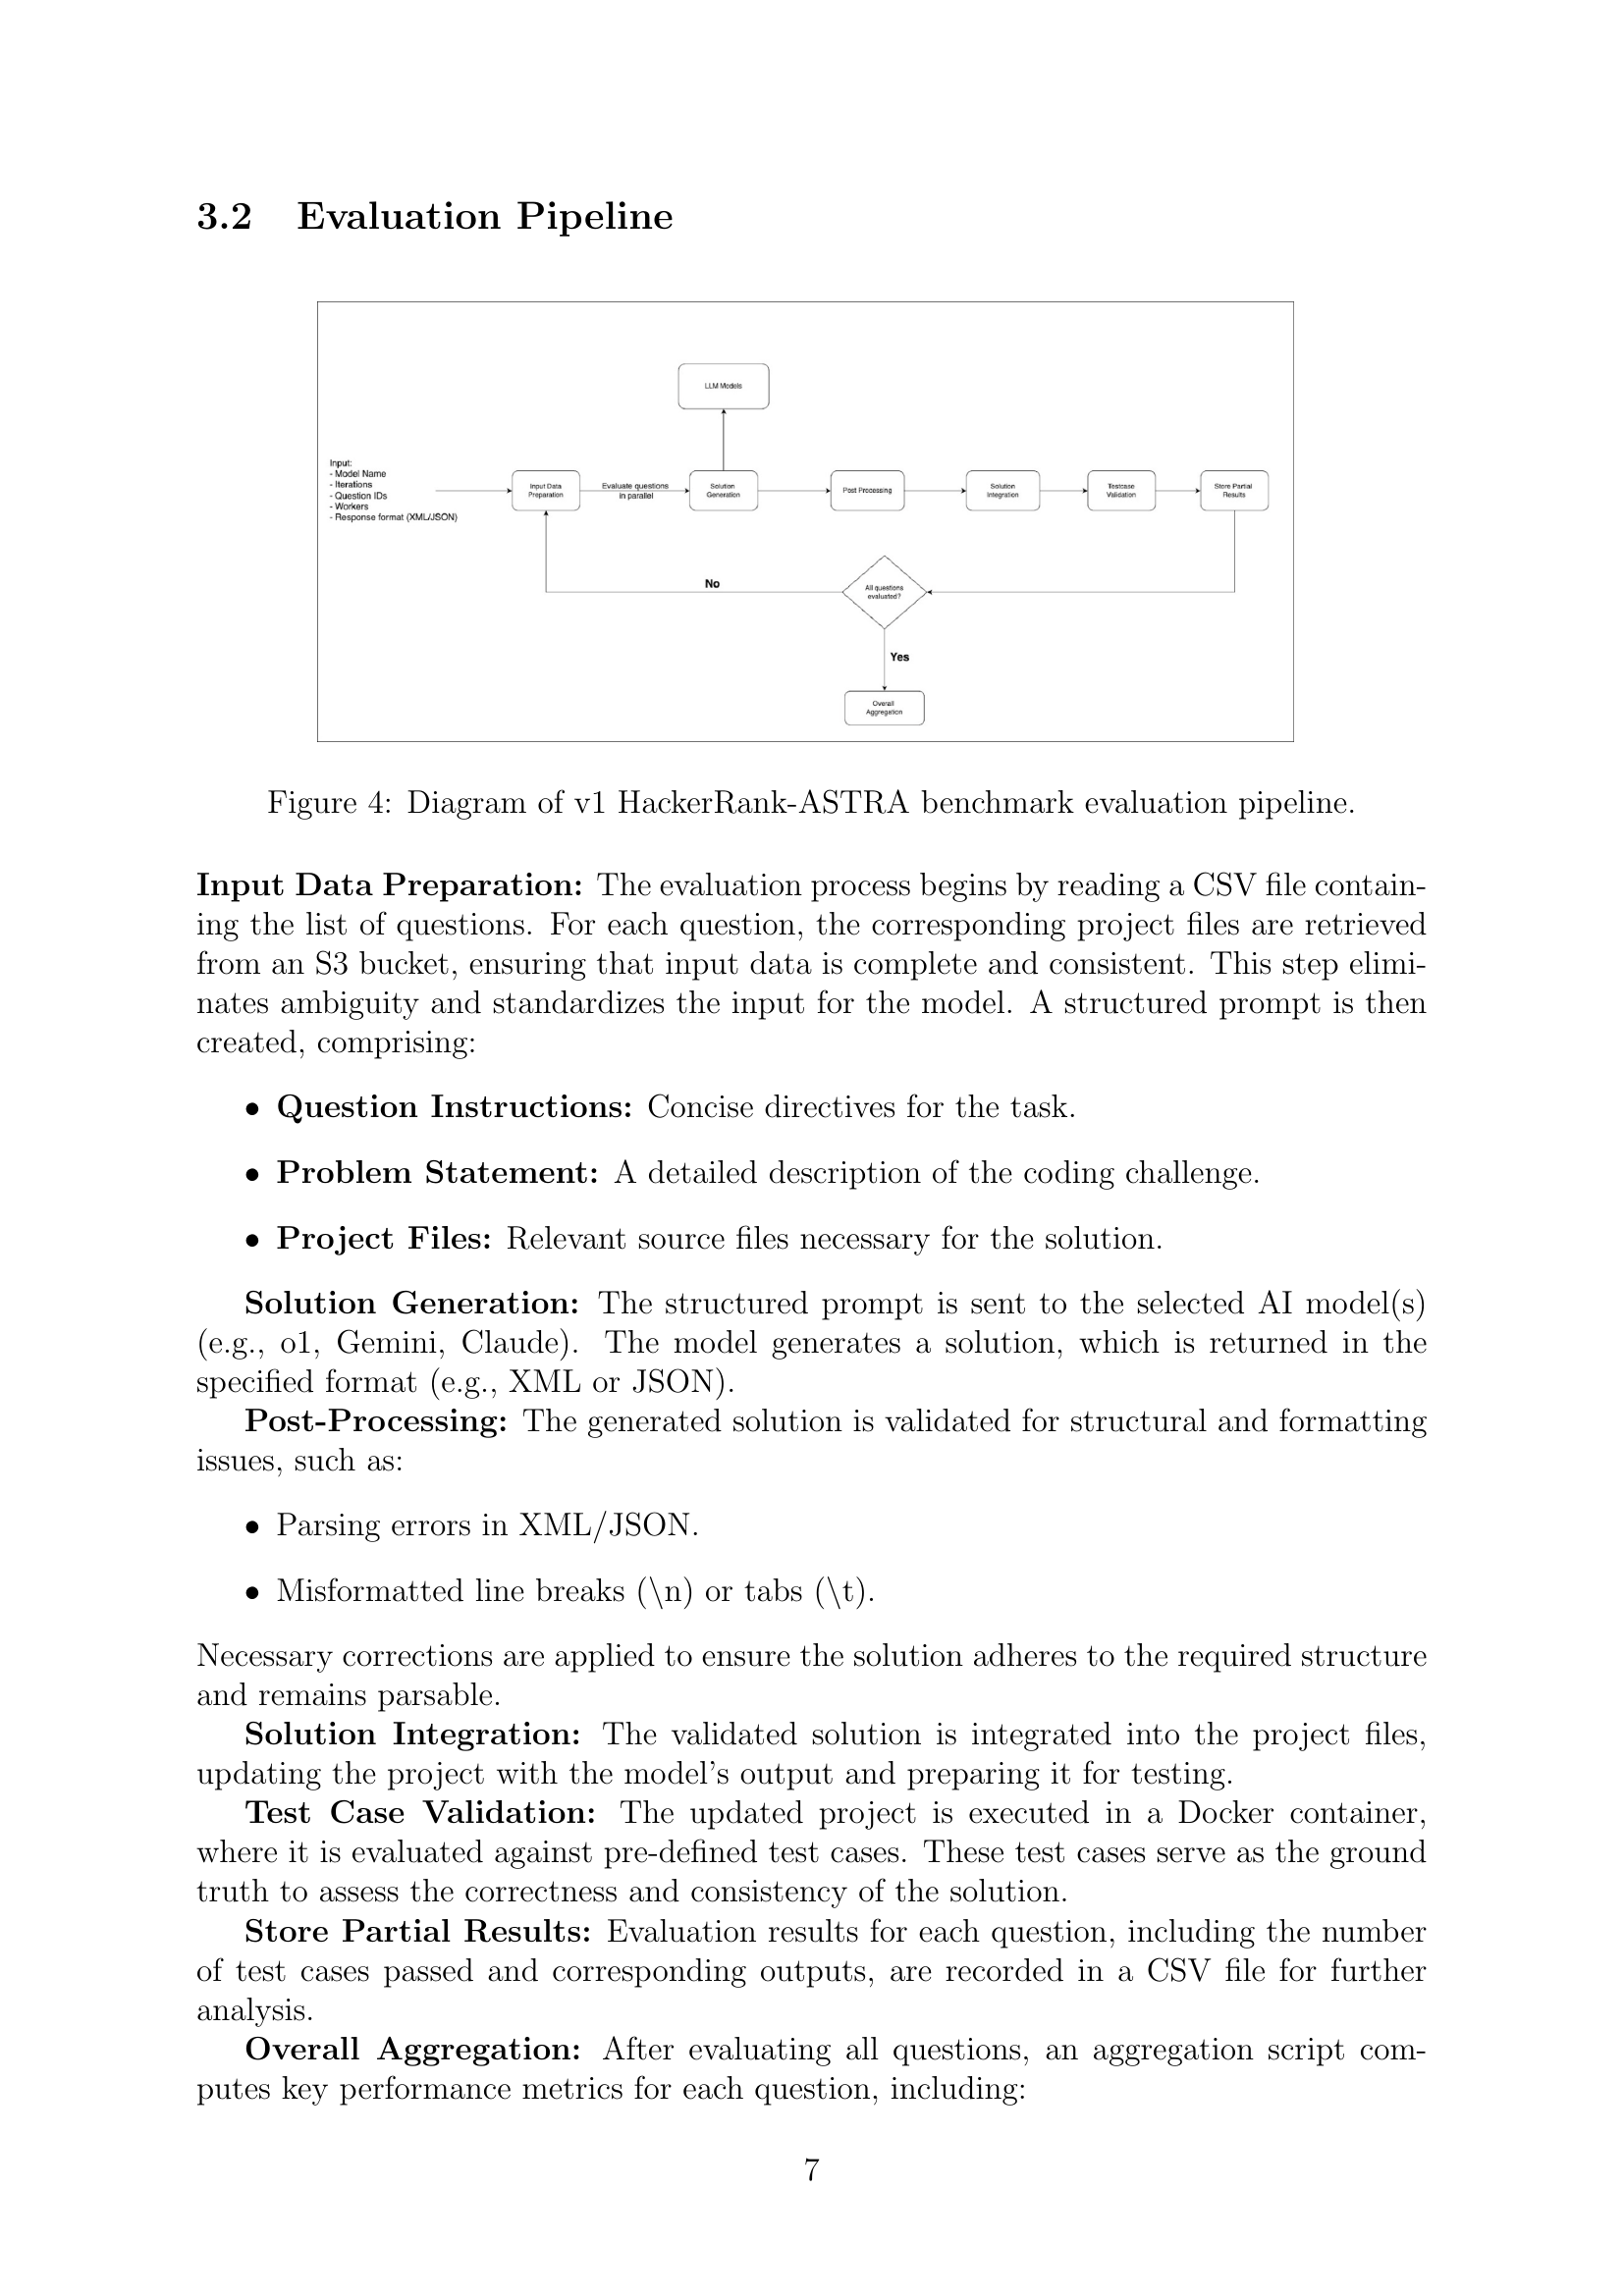 3.2 Evaluation Pipeline
LLM Models
Input:
- Model Name
- Iterations
- Question IDs
- Workers
- Response format (XML/JSON)
Input Data
Preparation
Evaluate questions
in parallel
Solution
Generation
Post Processing
Solution
Integration
Testcase
Validation
Store Partial
Results
No
All questions
evaluated?
Yes
Overall
Aggregation
Figure 4: Diagram of v1 HackerRank-ASTRA benchmark evaluation pipeline.
Input Data Preparation: The evaluation process begins by reading a CSV file contain-
ing the list of questions. For each question, the corresponding project files are retrieved
from an S3 bucket, ensuring that input data is complete and consistent. This step elimi-
nates ambiguity and standardizes the input for the model. A structured prompt is then
created, comprising:
• Question Instructions: Concise directives for the task.
• Problem Statement: A detailed description of the coding challenge.
• Project Files: Relevant source files necessary for the solution.
Solution Generation: The structured prompt is sent to the selected AI model(s)
(e.g., o1, Gemini, Claude). The model generates a solution, which is returned in the
specified format (e.g., XML or JSON).
Post-Processing: The generated solution is validated for structural and formatting
issues, such as:
• Parsing errors in XML/JSON.
• Misformatted line breaks (\n) or tabs (\t).
Necessary corrections are applied to ensure the solution adheres to the required structure
and remains parsable.
Solution Integration: The validated solution is integrated into the project files,
updating the project with the model's output and preparing it for testing.
Test Case Validation: The updated project is executed in a Docker container,
where it is evaluated against pre-defined test cases. These test cases serve as the ground
truth to assess the correctness and consistency of the solution.
Store Partial Results: Evaluation results for each question, including the number
of test cases passed and corresponding outputs, are recorded in a CSV file for further
analysis.
Overall Aggregation: After evaluating all questions, an aggregation script com-
putes key performance metrics for each question, including:
7